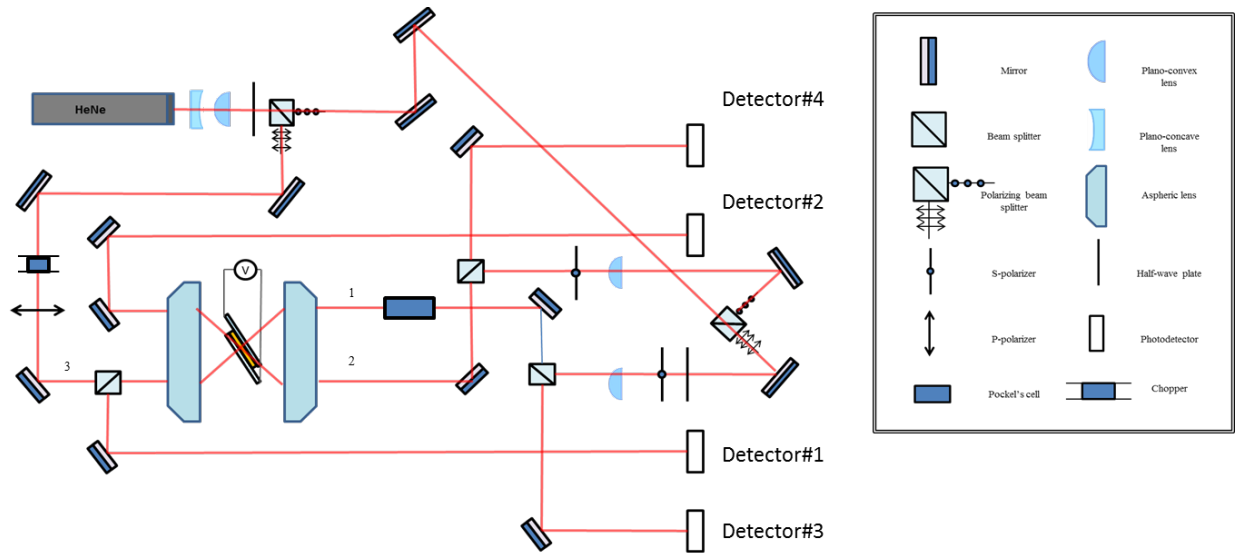 HeNe
Detector#4
Detector#2
V
1
2
3
Detector#1
Detector#3
Mirror
Plano-convex
lens
Beam splitter
Plano-concave
lens
Polarizing beam
splitter
Aspheric lens
S-polarizer
Half-wave plate
P-polarizer
Photodetector
Pockel's cell
Chopper